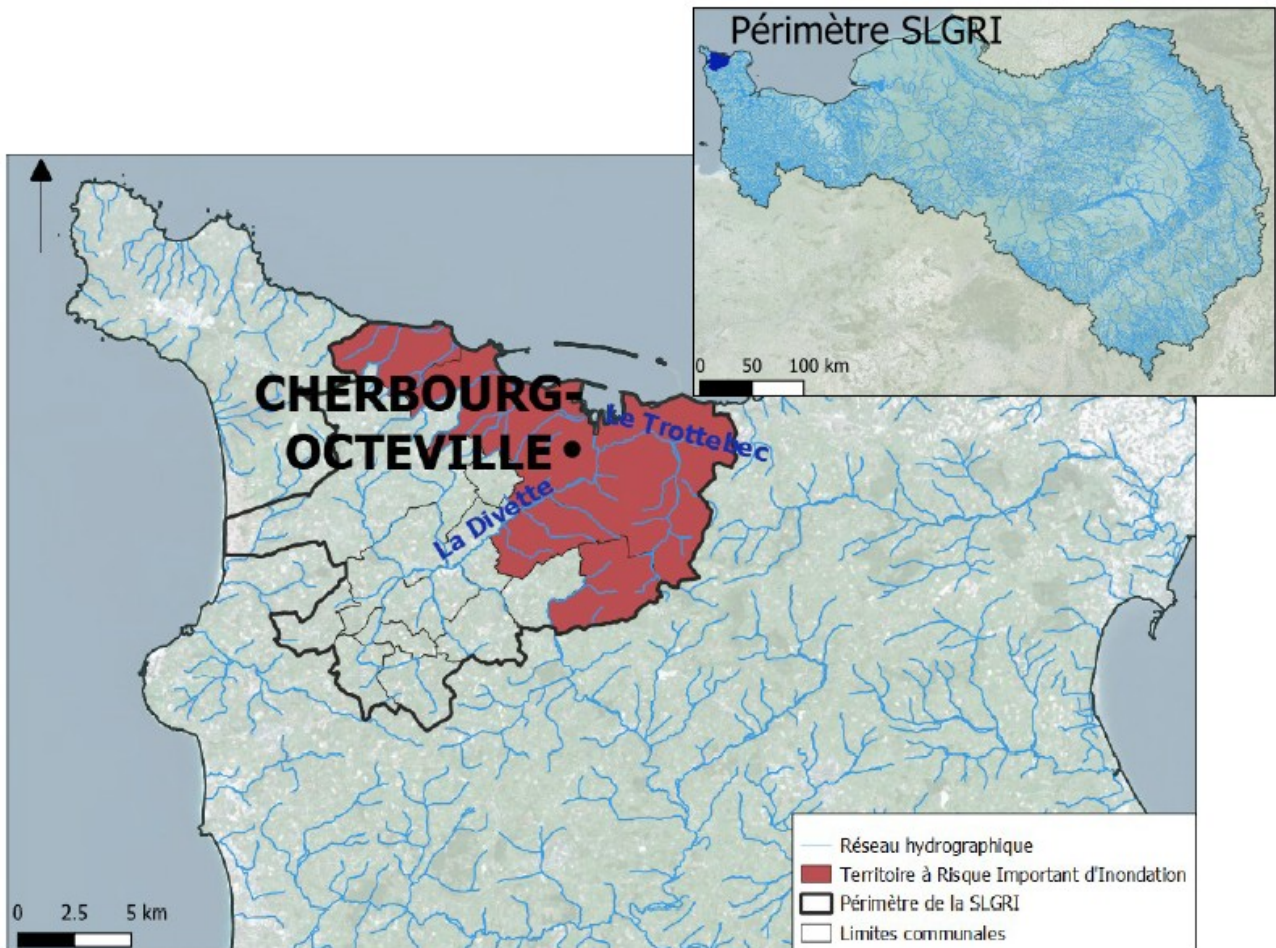 Périmètre SLGRI
0 50 100 km
CHERBOURG-
OCTEVILLE
Le Trottebec
La Divette
Réseau hydrographique
Territoire à Risque Important d'Inondation
Périmètre de la SLGRI
Limites communales
0 2.5 5 km